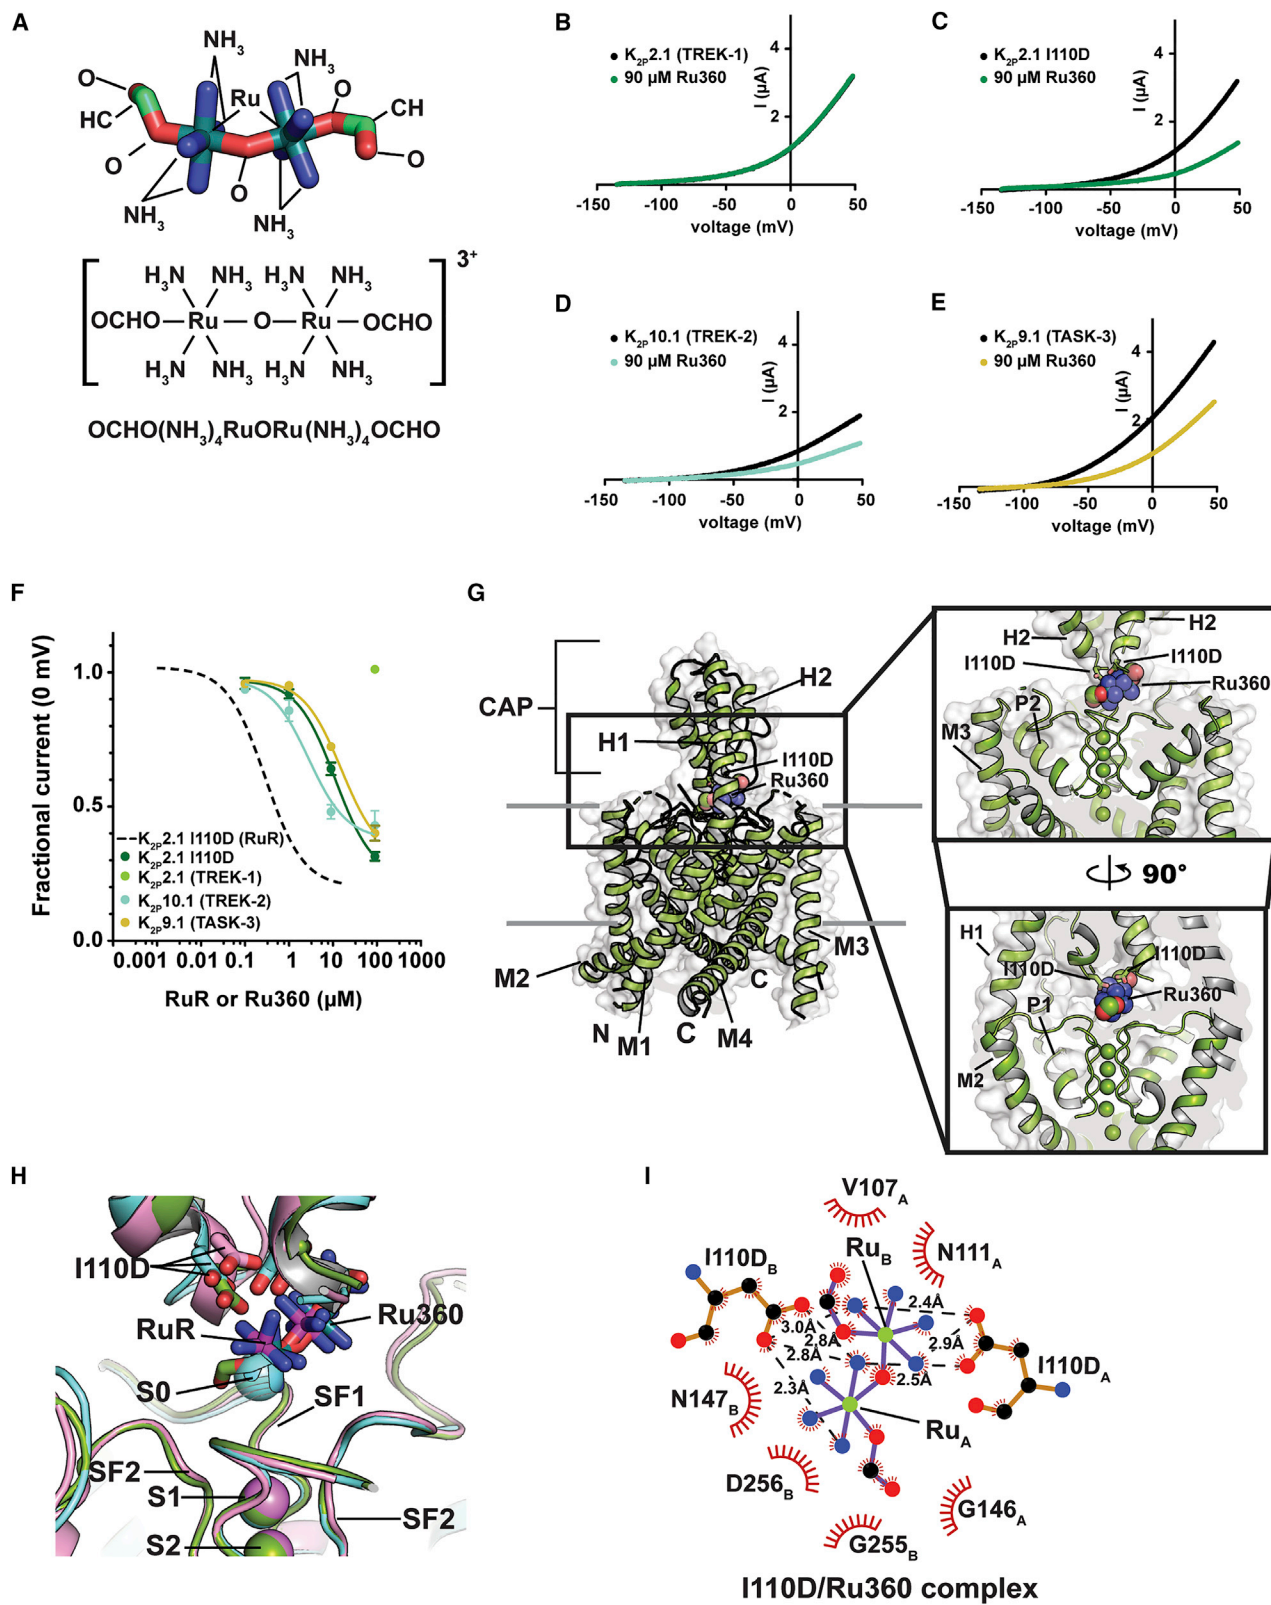 A
NH3
NH3
O
Ru
O
HC
CH
O
O
O
NH3
NH3
3+
H3N NH3 H3N NH3
OCHO—Ru—O—Ru—OCHO
H3N NH3 H3N NH3
OCHO(NH3)4RuORu(NH3)4OCHO
B
K2P2.1 (TREK-1)
90 µM Ru360
I (µA)
4
2
-150 -100 -50 0 50
voltage (mV)
C
K2P2.1 I110D
90 µM Ru360
I (µA)
4
2
-150 -100 -50 0 50
voltage (mV)
D
K2P10.1 (TREK-2)
90 µM Ru360
I (µA)
4
2
-150 -100 -50 0 50
voltage (mV)
E
K2P9.1 (TASK-3)
90 µM Ru360
I (µA)
4
2
-150 -100 -50 0 50
voltage (mV)
F
Fractional current (0 mV)
1.0
0.5
0.0
K2P2.1 I110D (RuR)
K2P2.1 I110D
K2P2.1 (TREK-1)
K2P10.1 (TREK-2)
K2P9.1 (TASK-3)
0.001 0.01 0.1 1 10 100 1000
RuR or Ru360 (µM)
G
CAP
H2
H1
I110D
Ru360
M2
M3
N M1 C M4 C
H2
H2
I110D
I110D
Ru360
P2
M3
90°
H1
I110D
I110D
Ru360
P1
M2
H
I110D
RuR
Ru360
S0
SF1
SF2
S1
SF2
S2
I
V107A
RuB
N111A
I110DB
2.4Å
3.0Å
2.8Å
2.9Å
2.8Å
I110DA
2.5Å
2.3Å
N147B
RuA
D256B
G146A
G255B
I110D/Ru360 complex